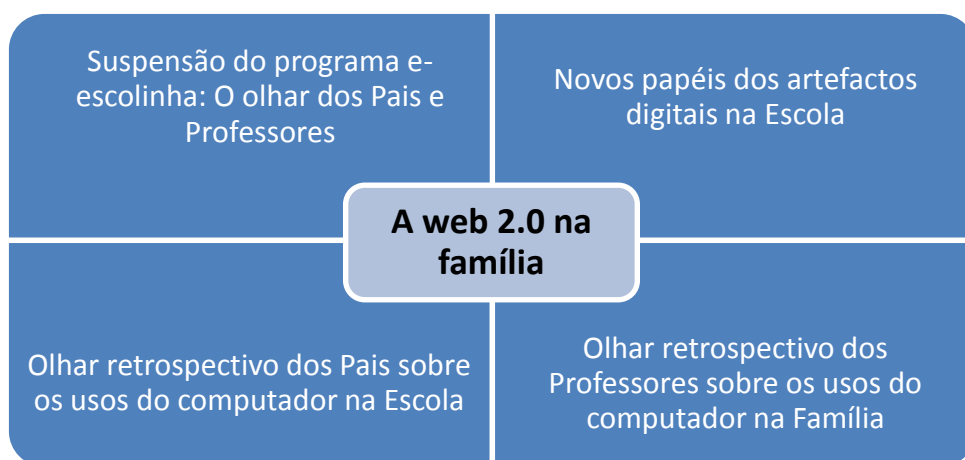 Suspensão do programa e-
escolinha: O olhar dos Pais e
Professores
Novos papéis dos artefactos
digitais na Escola
A web 2.0 na
família
Olhar retrospectivo dos Pais sobre
os usos do computador na Escola
Olhar retrospectivo dos
Professores sobre os usos do
computador na Família